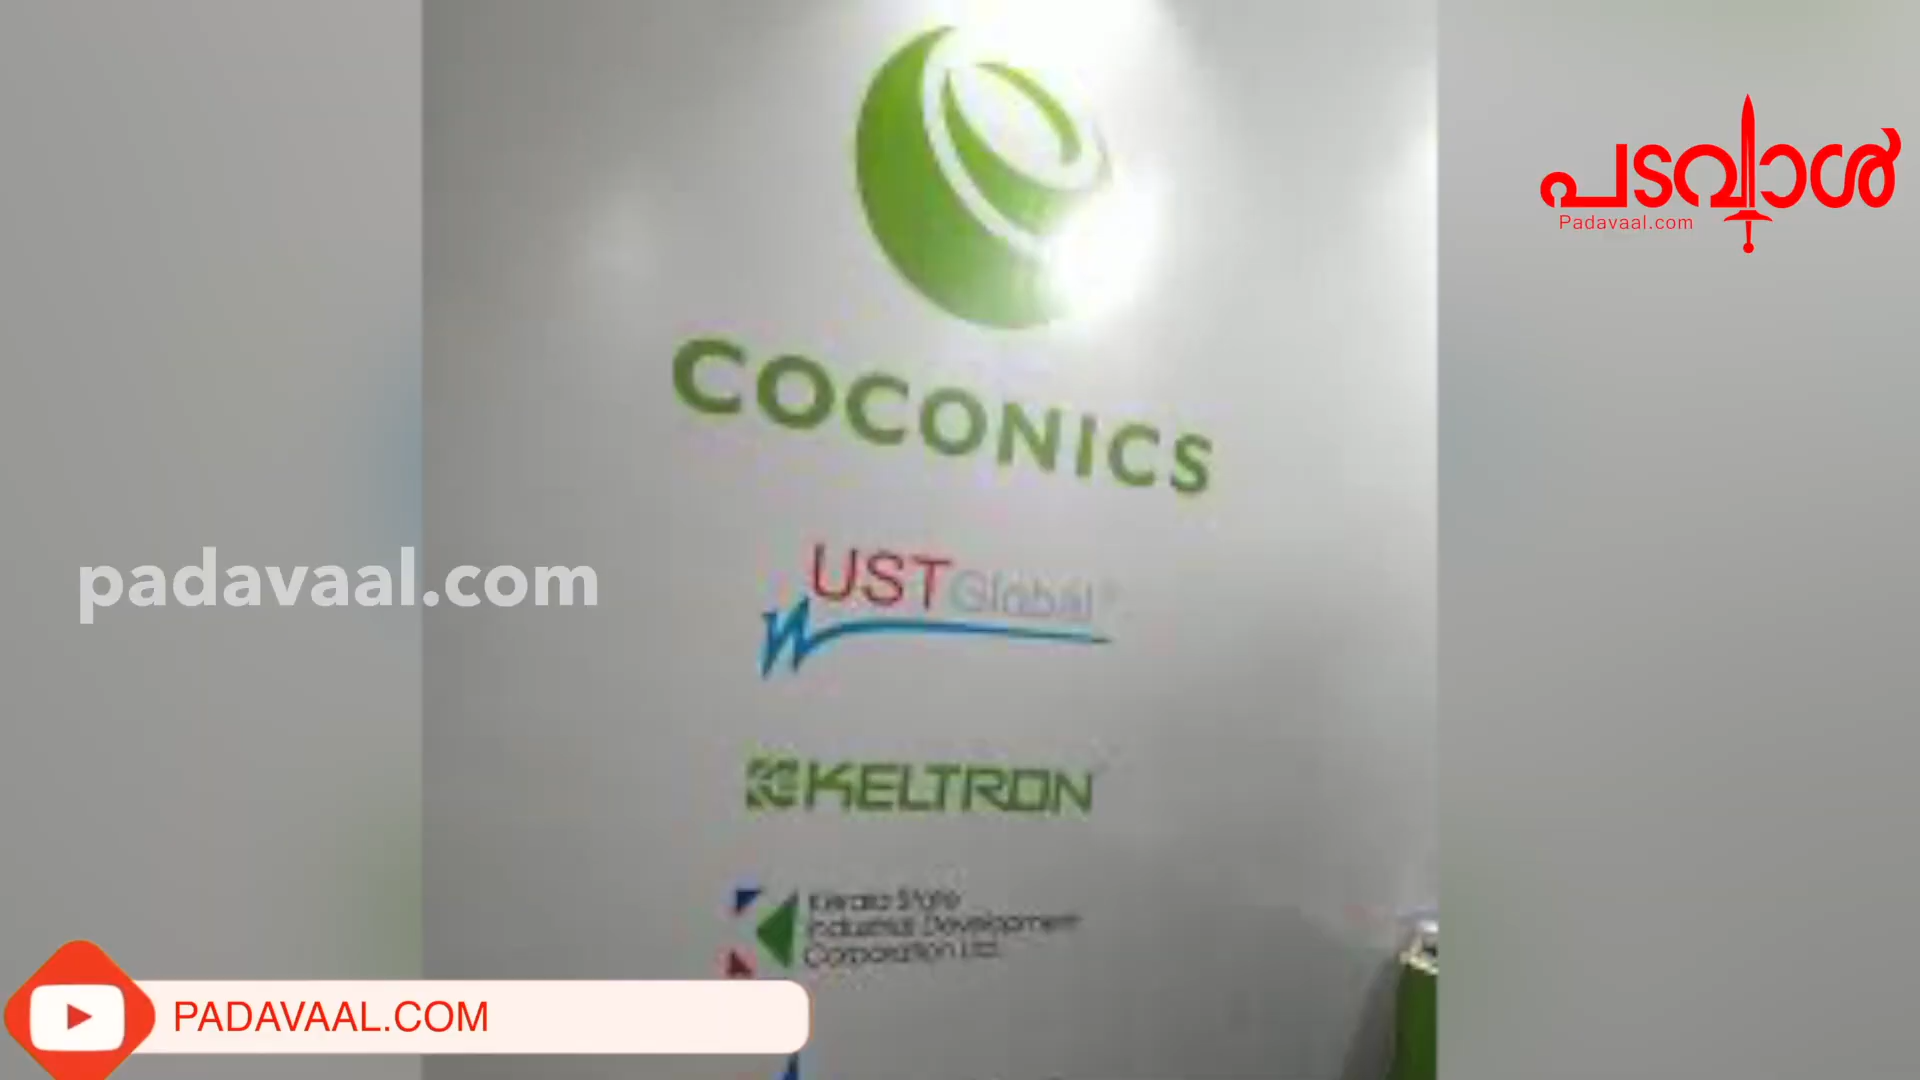 പടവാൾ
Padavaal.com
COCONICS
UST Global
padavaal.com
KELTRON
Kerala State
Industrial Development
Corporation Ltd.
PADAVAAL.COM